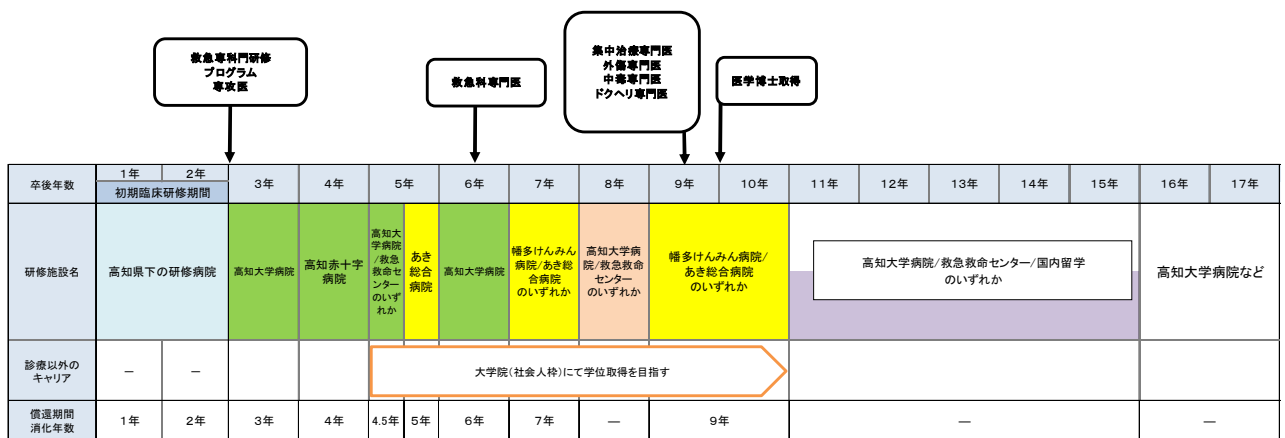 救急専科門研修
プログラム
専攻医
救急科専門医
集中治療専門医
外傷専門医
中毒専門医
ドクヘリ専門医
医学博士取得
卒後年数
1年
2年
初期臨床研修期間
3年
4年
5年
6年
7年
8年
9年
10年
11年
12年
13年
14年
15年
16年
17年
研修施設名
高知県下の研修病院
高知大学病院
高知赤十字
病院
高知大
学病院
/救急
救命セ
ンター
のいず
れか
あき
総合
病院
高知大学病院
幡多けんみん
病院/あき総
合病院
のいずれか
高知大学病
院/救急救命
センター
のいずれか
幡多けんみん病院/
あき総合病院
のいずれか
高知大学病院/救急救命センター/国内留学
のいずれか
高知大学病院など
診療以外の
キャリア
―
―
大学院(社会人枠)にて学位取得を目指す
償還期間
消化年数
1年
2年
3年
4年
4.5年
5年
6年
7年
―
9年
―
―